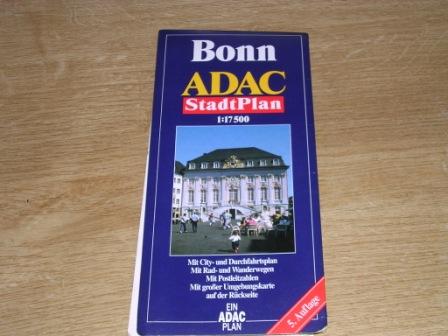 Bonn
ADAC
StadtPlan
1:17500
Mit City- und Durchfahrtsplan
Mit Rad- und Wanderwegen
Mit Postleitzahlen
Mit großer Umgebungskarte
auf der Rückseite
EIN
ADAC
PLAN
5. Auflage